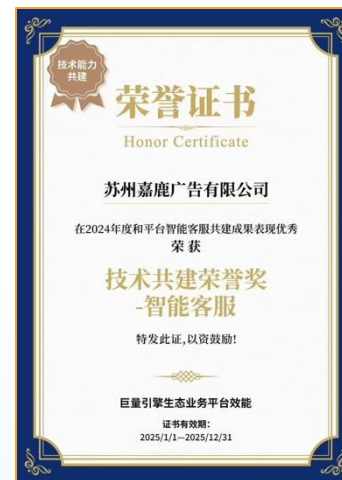 技术能力
共建
荣誉证书
Honor Certificate
苏州嘉鹿广告有限公司
在2024年度和平台智能客服共建成果表现优秀
荣 获
技术共建荣誉奖
-智能客服
特发此证,以资鼓励!
巨量引擎生态业务平台效能
证书有效期:
2025/1/1—2025/12/31